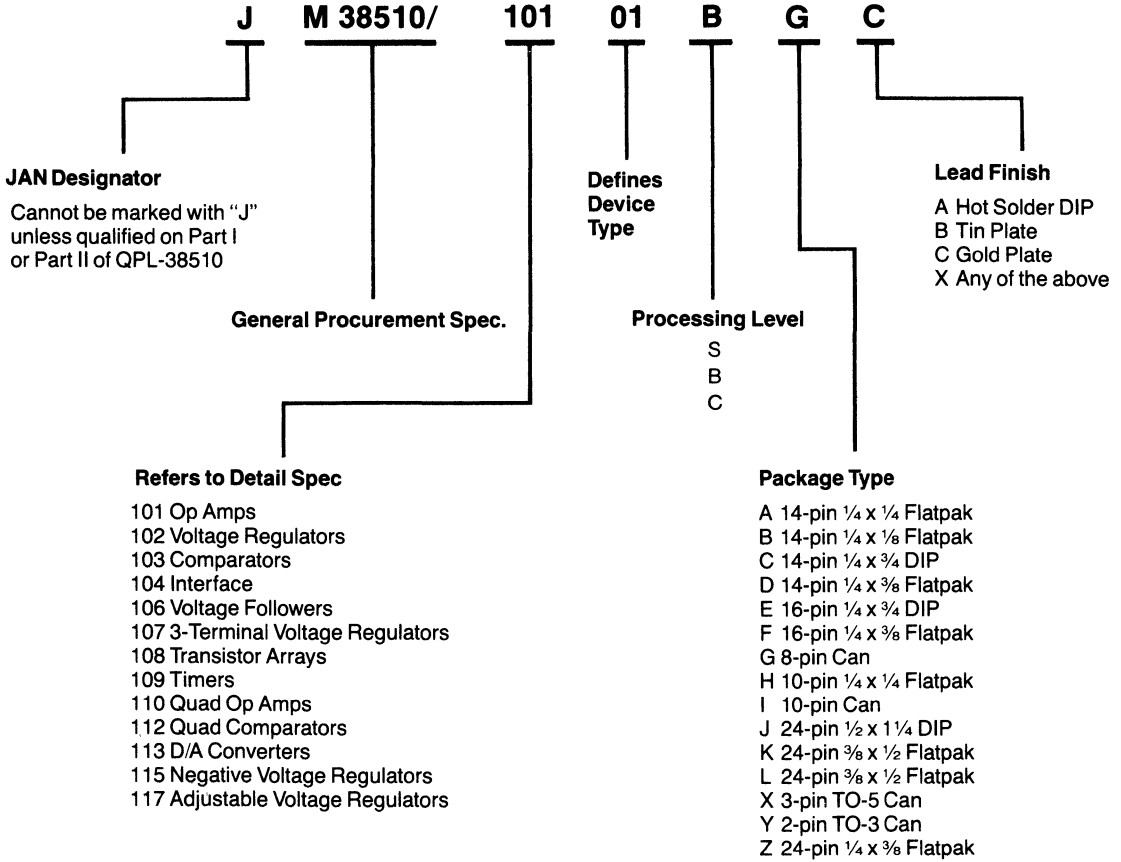 J M 38510/ 101 01 B G C
JAN Designator
Cannot be marked with “J”
unless qualified on Part I
or Part II of QPL-38510
General Procurement Spec.
Defines
Device
Type
Processing Level
S
B
C
Lead Finish
A Hot Solder DIP
B Tin Plate
C Gold Plate
X Any of the above
Refers to Detail Spec
101 Op Amps
102 Voltage Regulators
103 Comparators
104 Interface
106 Voltage Followers
107 3-Terminal Voltage Regulators
108 Transistor Arrays
109 Timers
110 Quad Op Amps
112 Quad Comparators
113 D/A Converters
115 Negative Voltage Regulators
117 Adjustable Voltage Regulators
Package Type
A 14-pin ¼ x ¼ Flatpak
B 14-pin ¼ x ⅛ Flatpak
C 14-pin ¼ x ¾ DIP
D 14-pin ¼ x ⅜ Flatpak
E 16-pin ¼ x ¾ DIP
F 16-pin ¼ x ⅜ Flatpak
G 8-pin Can
H 10-pin ¼ x ¼ Flatpak
I 10-pin Can
J 24-pin ½ x 1¼ DIP
K 24-pin ⅜ x ½ Flatpak
L 24-pin ⅜ x ½ Flatpak
X 3-pin TO-5 Can
Y 2-pin TO-3 Can
Z 24-pin ¼ x ⅜ Flatpak